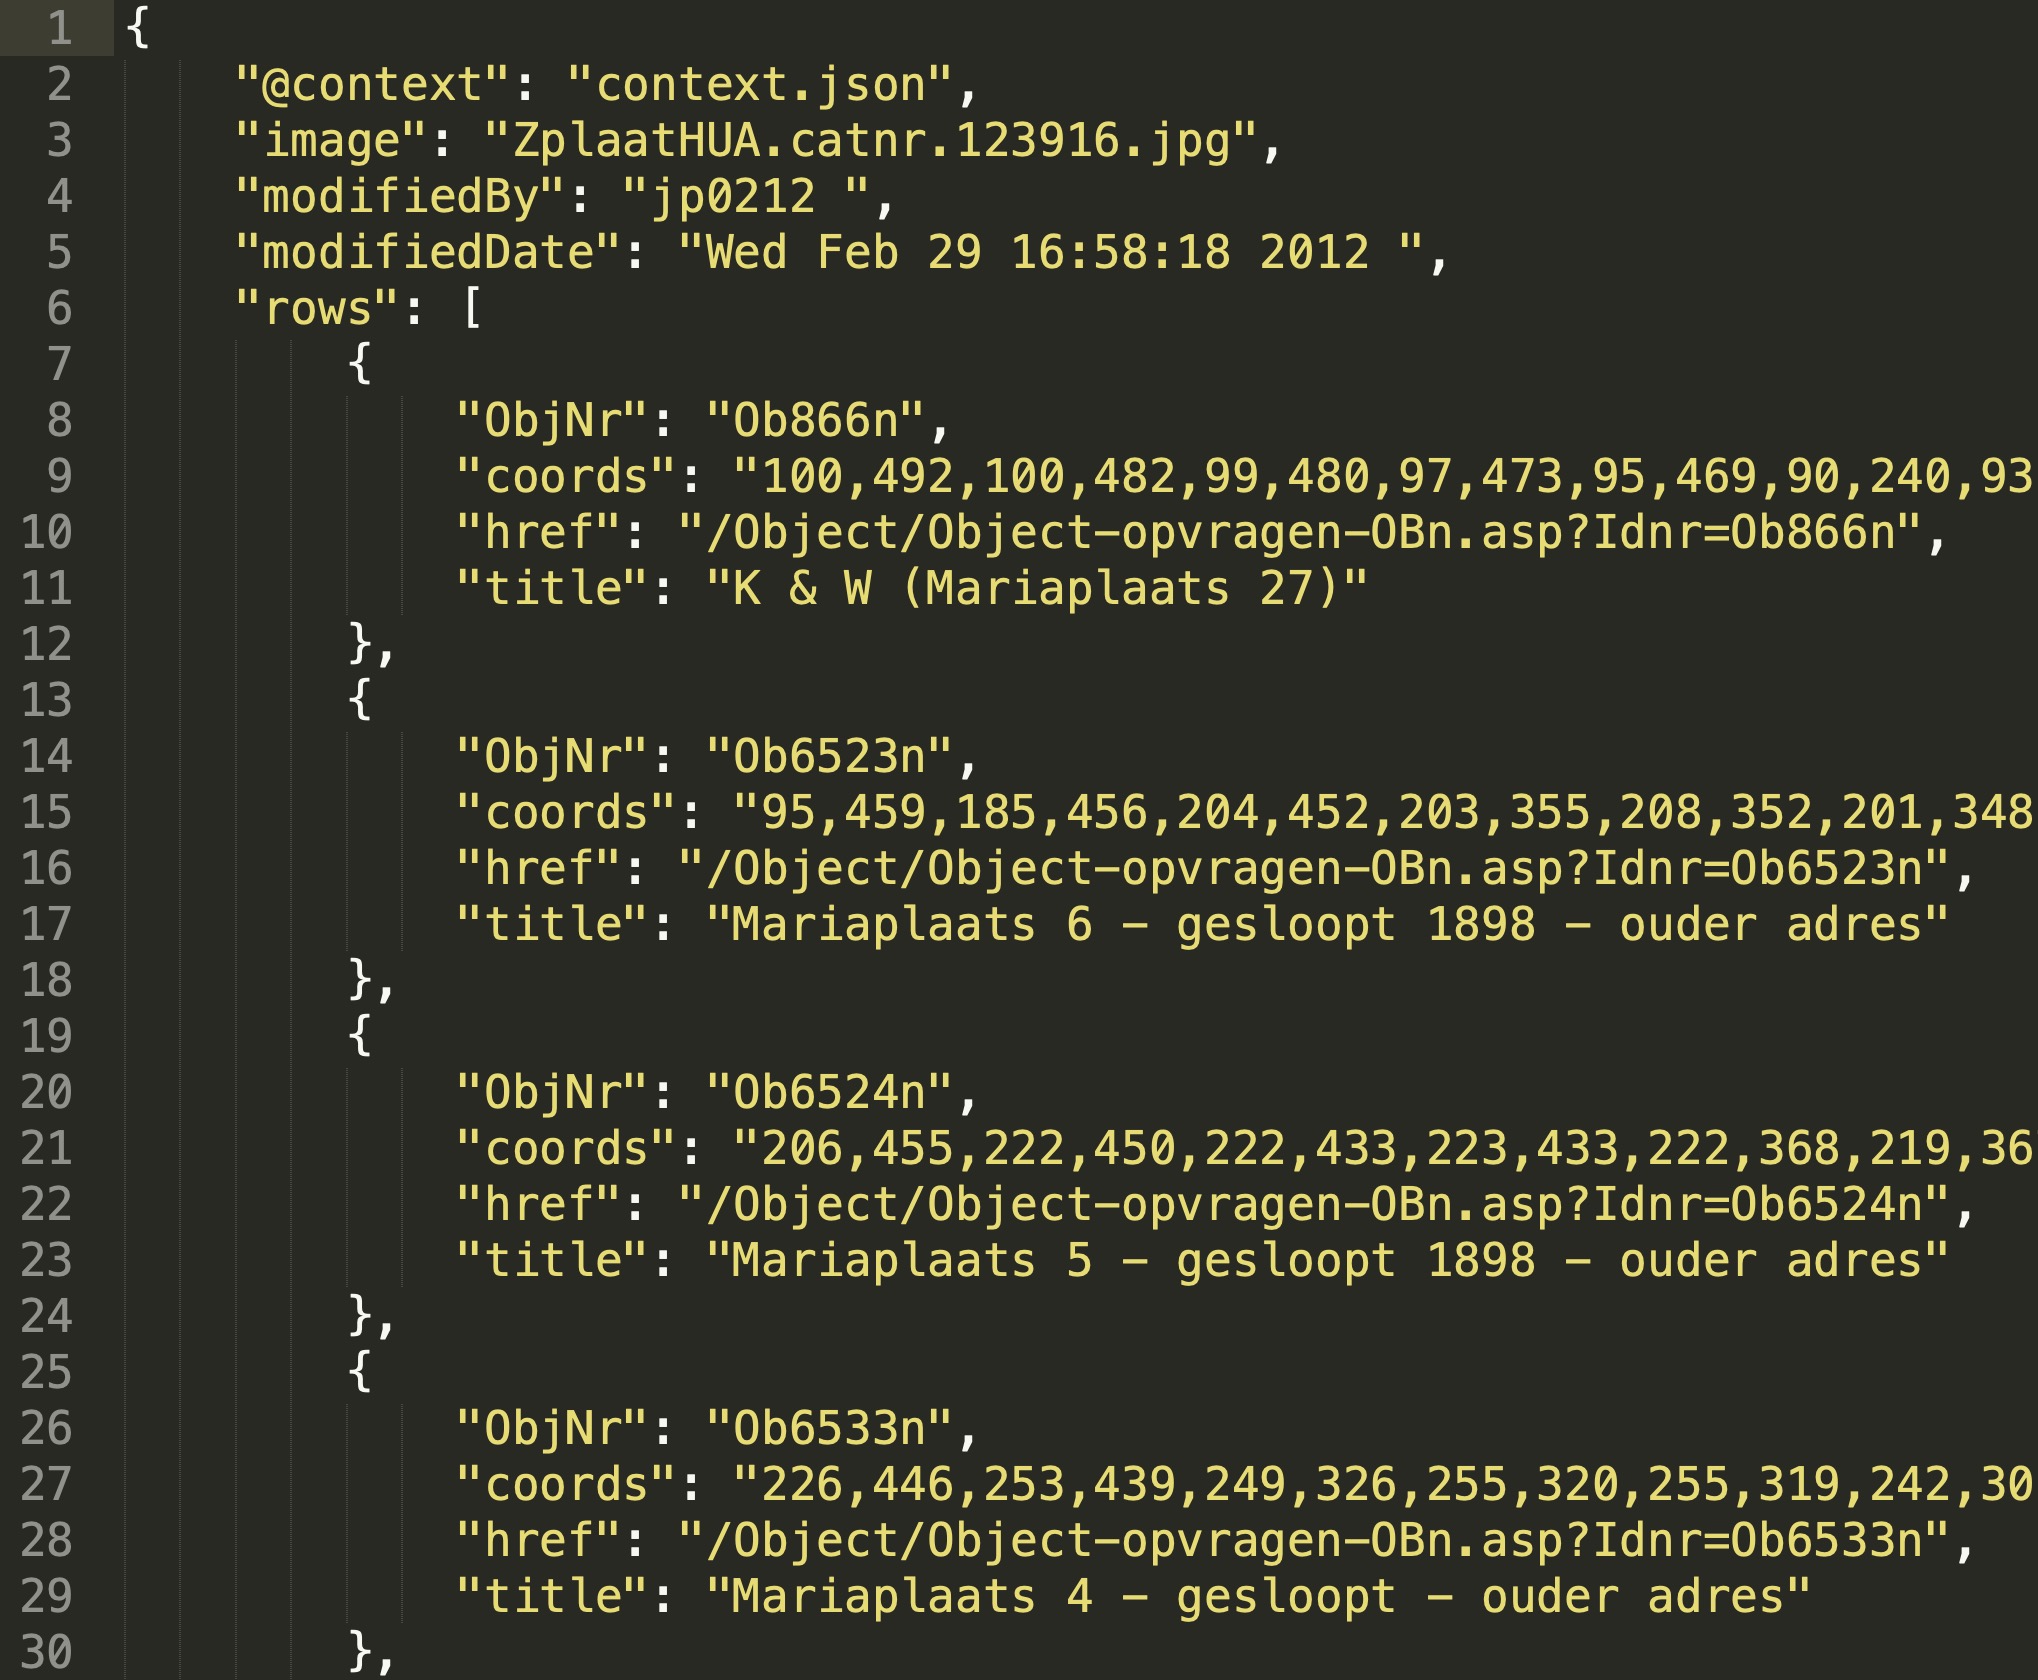 1 {
2 "@context": "context.json",
3 "image": "ZplaatHUA.catnr.123916.jpg",
4 "modifiedBy": "jp0212 ",
5 "modifiedDate": "Wed Feb 29 16:58:18 2012 ",
6 "rows": [
7 {
8 "ObjNr": "Ob866n",
9 "coords": "100,492,100,482,99,480,97,473,95,469,90,240,93
10 "href": "/Object/Object-opvragen-OBn.asp?Idnr=Ob866n",
11 "title": "K & W (Mariaplaats 27)"
12 },
13 {
14 "ObjNr": "Ob6523n",
15 "coords": "95,459,185,456,204,452,203,355,208,352,201,348
16 "href": "/Object/Object-opvragen-OBn.asp?Idnr=Ob6523n",
17 "title": "Mariaplaats 6 - gesloopt 1898 - ouder adres"
18 },
19 {
20 "ObjNr": "Ob6524n",
21 "coords": "206,455,222,450,222,433,223,433,222,368,219,36
22 "href": "/Object/Object-opvragen-OBn.asp?Idnr=Ob6524n",
23 "title": "Mariaplaats 5 - gesloopt 1898 - ouder adres"
24 },
25 {
26 "ObjNr": "Ob6533n",
27 "coords": "226,446,253,439,249,326,255,320,255,319,242,30
28 "href": "/Object/Object-opvragen-OBn.asp?Idnr=Ob6533n",
29 "title": "Mariaplaats 4 - gesloopt - ouder adres"
30 },